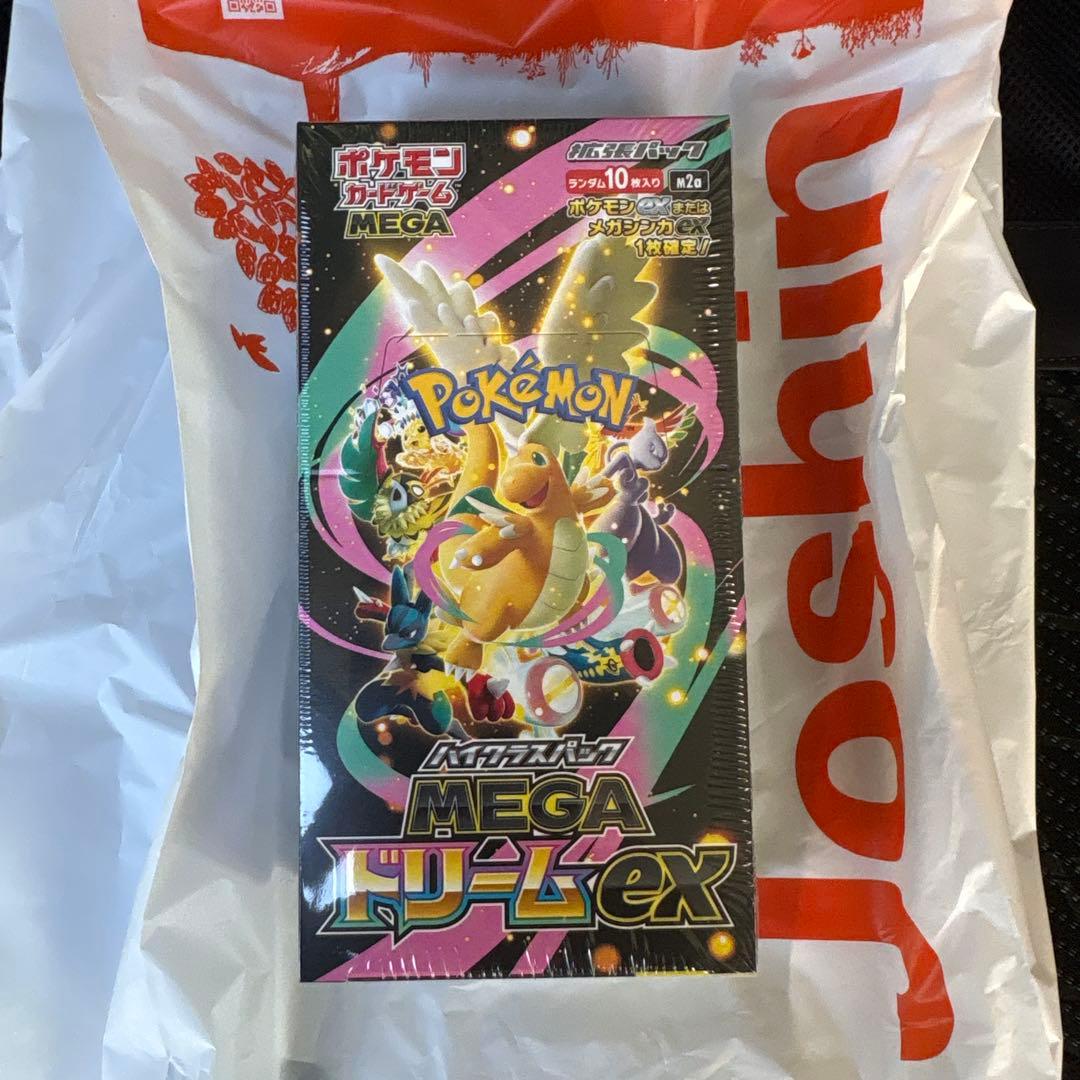 ポケモン
カードゲーム
MEGA
拡張パック
ランダム10枚入り M2a
ポケモンexまたは
メガシンカex
1枚確定!
POKéMON
ハイクラスパック
MEGA
ドリームex
Joshin